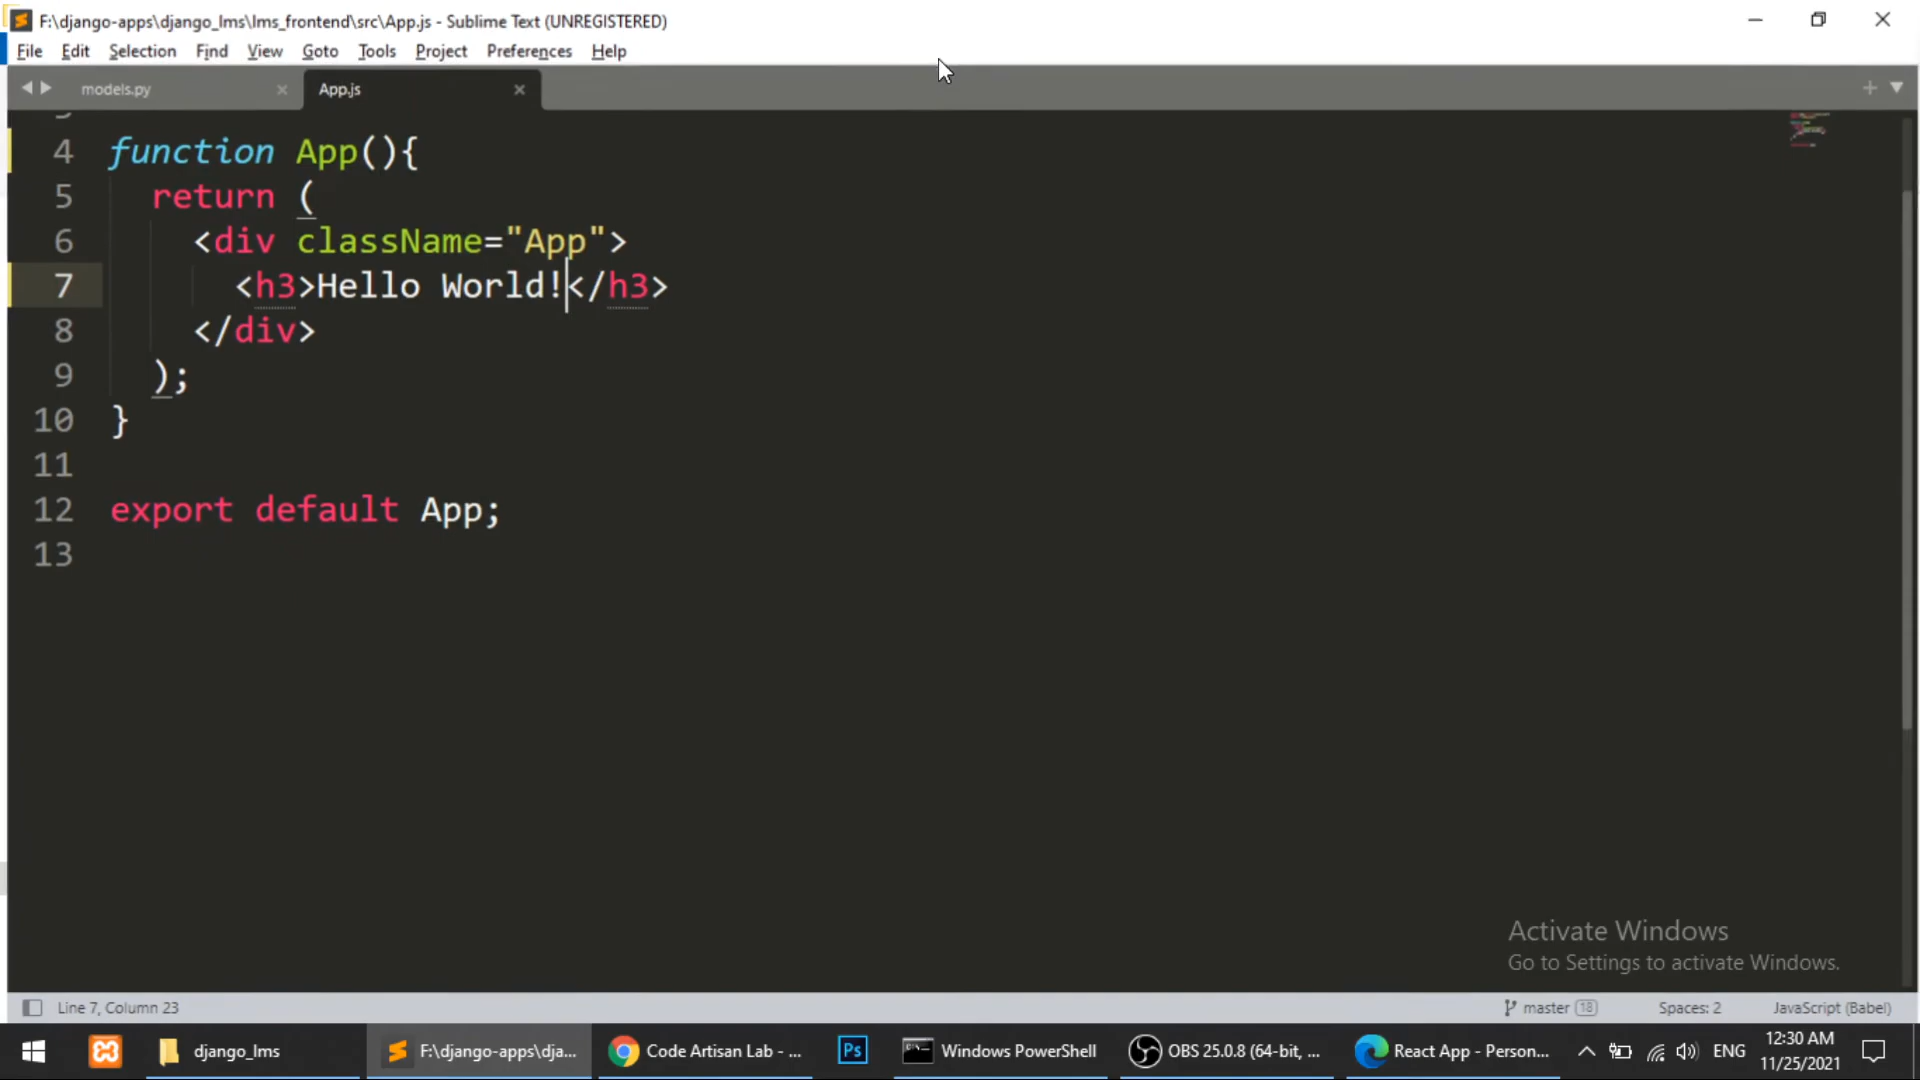 F:\django-apps\django_lms\lms_frontend\src\App.js - Sublime Text (UNREGISTERED)
File Edit Selection Find View Goto Tools Project Preferences Help
models.py App.js
4 function App(){
5 return (
6 <div className="App">
7 <h3>Hello World!</h3>
8 </div>
9 );
10 }
11
12 export default App;
13
Activate Windows
Go to Settings to activate Windows.
Line 7, Column 23 master 18 Spaces: 2 JavaScript (Babel)
django_lms F:\django-apps\dja... Code Artisan Lab - ... Ps Windows PowerShell OBS 25.0.8 (64-bit, ... React App - Person... ENG 12:30 AM
11/25/2021